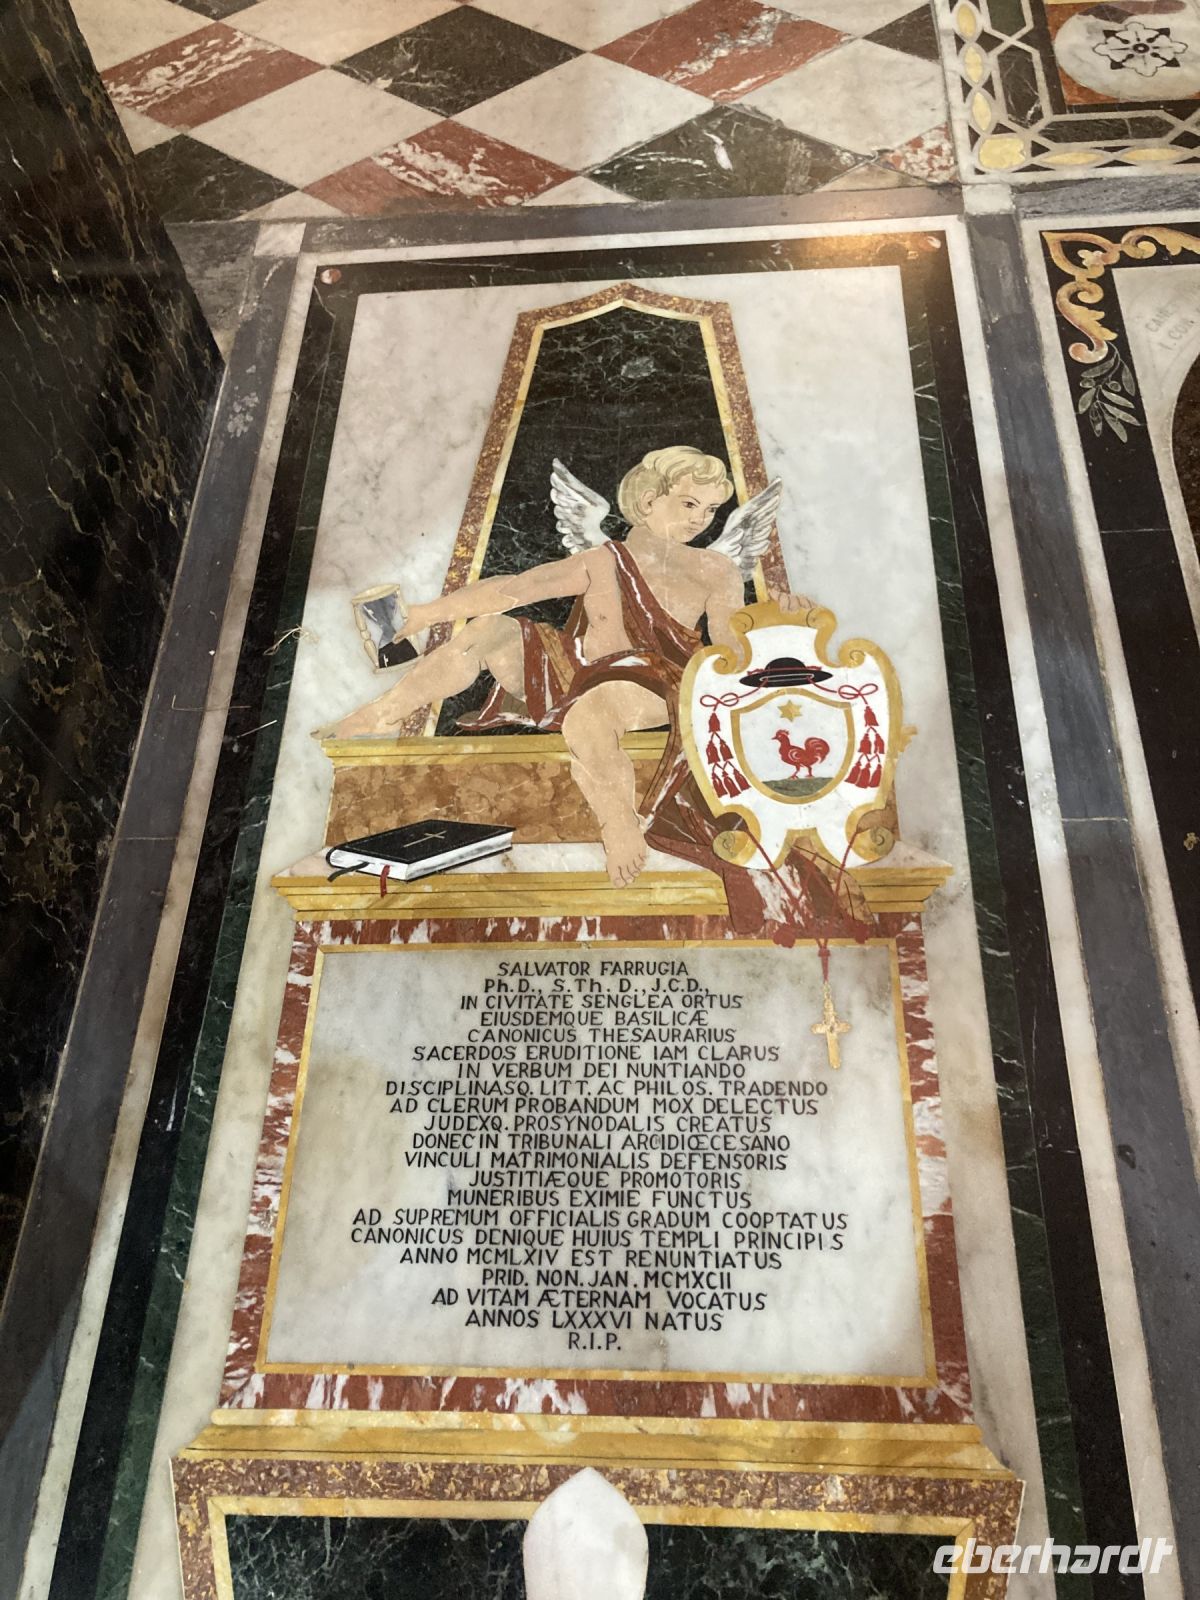 SALVATOR FARRUGIA
Ph.D., S.Th. D., J.C.D.,
IN CIVITATE SENGLEA ORTUS
EIUSDEMQUE BASILICÆ
CANONICUS THESAURARIUS
SACERDOS ERUDITIONE IAM CLARUS
IN VERBUM DEI NUNTIANDO
DISCIPLINASQ. LITT. AC PHILOS. TRADENDO
AD CLERUM PROBANDUM MOX DELECTUS
JUDEXQ. PROSYNODALIS CREATUS
DONEC IN TRIBUNALI ARCIDIŒCESANO
VINCULI MATRIMONIALIS DEFENSORIS
JUSTITIÆQUE PROMOTORIS
MUNERIBUS EXIMIE FUNCTUS
AD SUPREMUM OFFICIALIS GRADUM COOPTATUS
CANONICUS DENIQUE HUIUS TEMPLI PRINCIPIS
ANNO MCMLXIV EST RENUNTIATUS
PRID. NON. JAN. MCMXCII
AD VITAM ÆTERNAM VOCATUS
ANNOS LXXXVI NATUS
R.I.P.
eberhardt